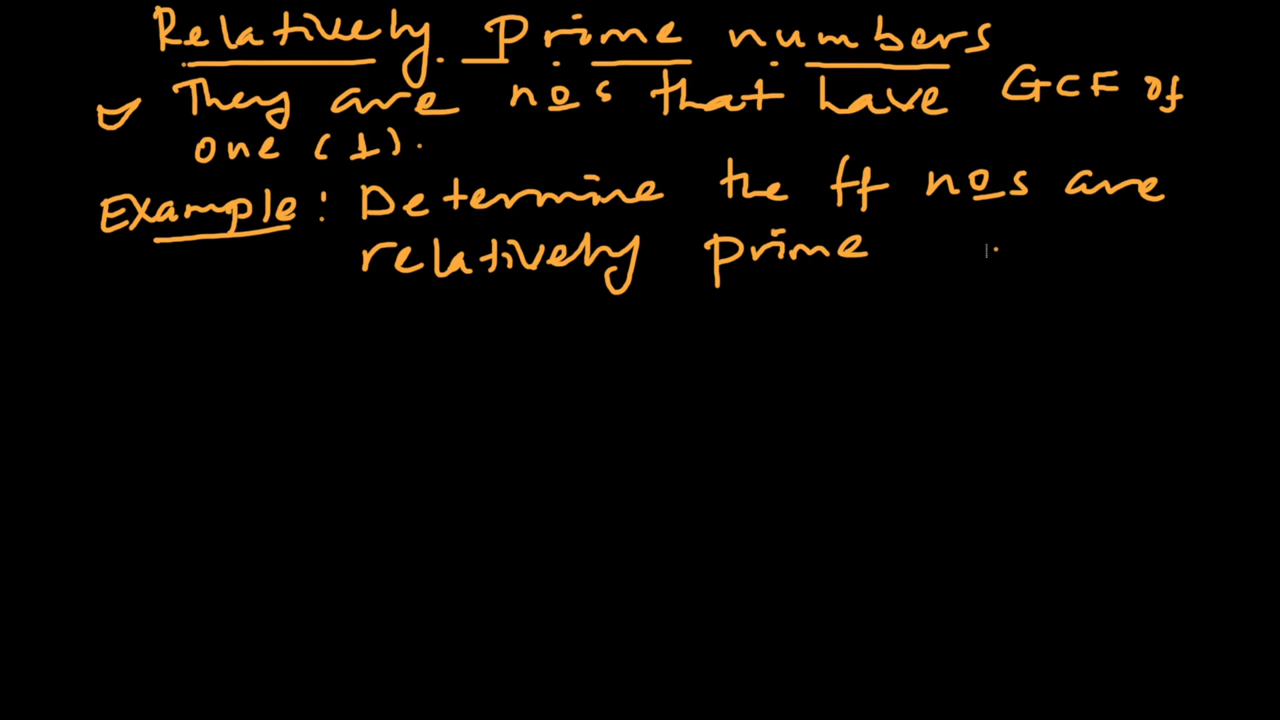 Relatively Prime numbers
They are nos that have GCF of
one (1).
Example: Determine the ff nos are
relatively prime